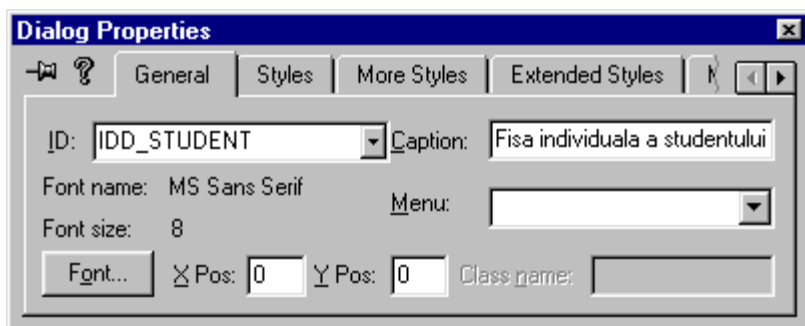 Dialog Properties
General Styles More Styles Extended Styles
ID: IDD_STUDENT Caption: Fisa individuala a studentului
Font name: MS Sans Serif
Menu:
Font size: 8
Font... X Pos: 0 Y Pos: 0 Class name: